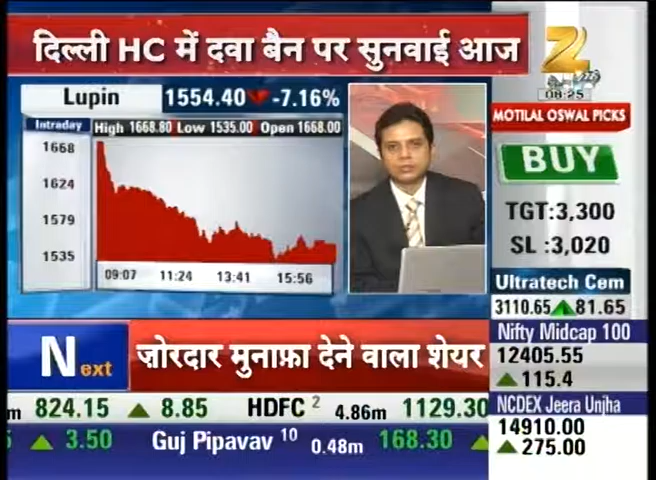 दिल्ली HC में दवा बैन पर सुनवाई आज
Z
08:25
Lupin 1554.40 -7.16%
Intraday High 1668.80 Low 1535.00 Open 1668.00
1668
1624
1579
1535
09:07 11:24 13:41 15:56
MOTILAL OSWAL PICKS
BUY
TGT:3,300
SL :3,020
Ultratech Cem
3110.65 81.65
Nifty Midcap 100
12405.55
115.4
NCDEX Jeera Unjha
14910.00
275.00
Next ज़ोरदार मुनाफ़ा देने वाला शेयर
m 824.15 8.85 HDFC 2 4.86m 1129.30
3.50 Guj Pipavav 10 0.48m 168.30